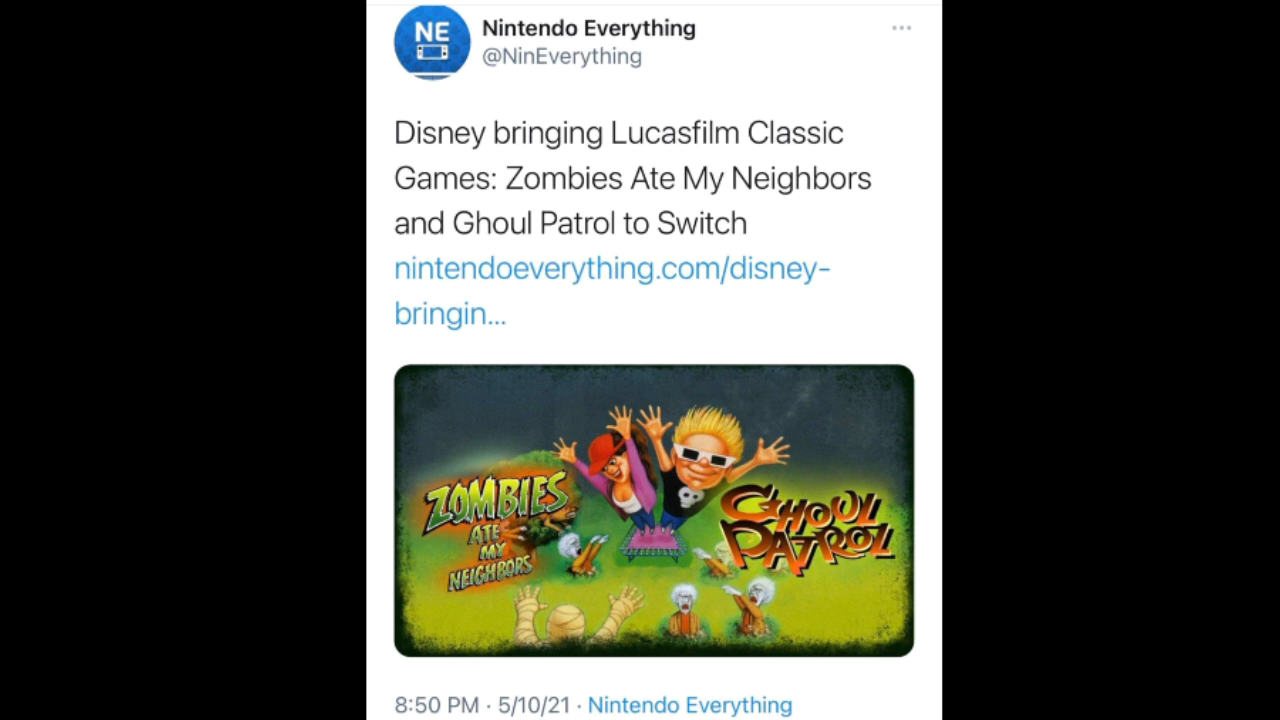 NE
Nintendo Everything
@NinEverything
Disney bringing Lucasfilm Classic
Games: Zombies Ate My Neighbors
and Ghoul Patrol to Switch
nintendoeverything.com/disney-
bringin...
ZOMBIES
ATE
MY
NEIGHBORS
GHOUL
PATROL
8:50 PM · 5/10/21 · Nintendo Everything